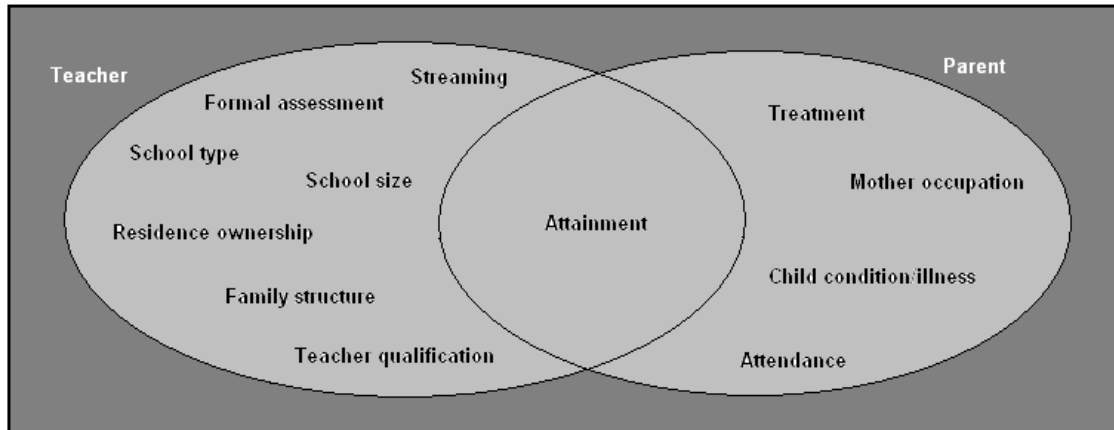 Teacher
Parent
Streaming
Formal assessment
Treatment
School type
School size
Mother occupation
Attainment
Residence ownership
Child condition/illness
Family structure
Teacher qualification
Attendance